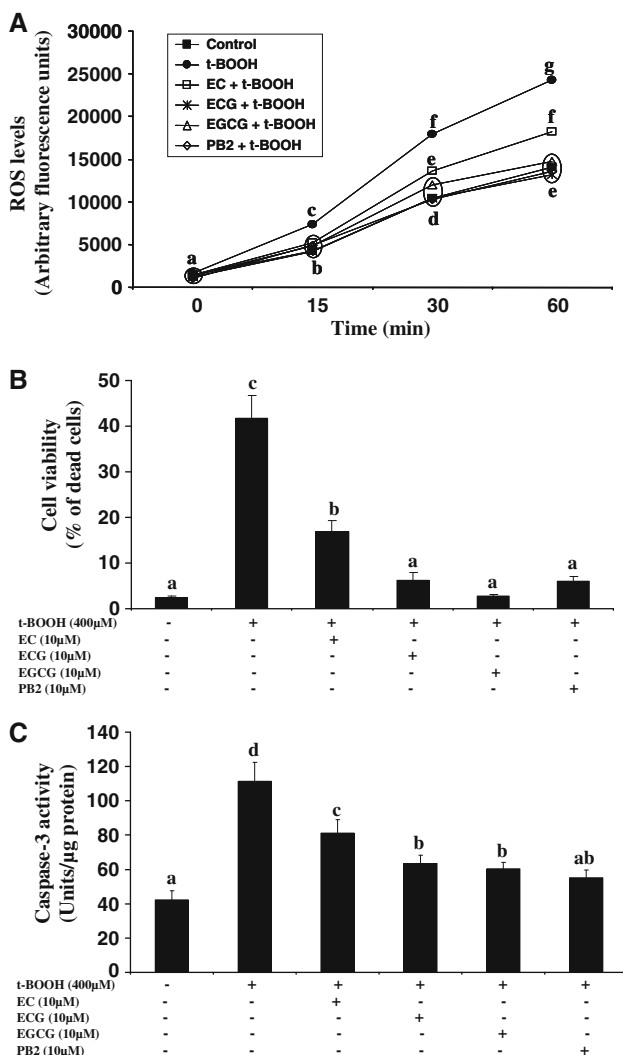 A
ROS levels
(Arbitrary fluorescence units)
30000
25000
20000
15000
10000
5000
0
Control
t-BOOH
EC + t-BOOH
ECG + t-BOOH
EGCG + t-BOOH
PB2 + t-BOOH
a
c
b
f
e
d
g
f
e
0 15 30 60
Time (min)
B
Cell viability
(% of dead cells)
50
40
30
20
10
0
a c b a a a
t-BOOH (400µM) - + + + + +
EC (10µM) - - + - - -
ECG (10µM) - - - + - -
EGCG (10µM) - - - - + -
PB2 (10µM) - - - - - +
C
Caspase-3 activity
(Units/µg protein)
140
120
100
80
60
40
20
0
a d c b b ab
t-BOOH (400µM) - + + + + +
EC (10µM) - - + - - -
ECG (10µM) - - - + - -
EGCG (10µM) - - - - + -
PB2 (10µM) - - - - - +